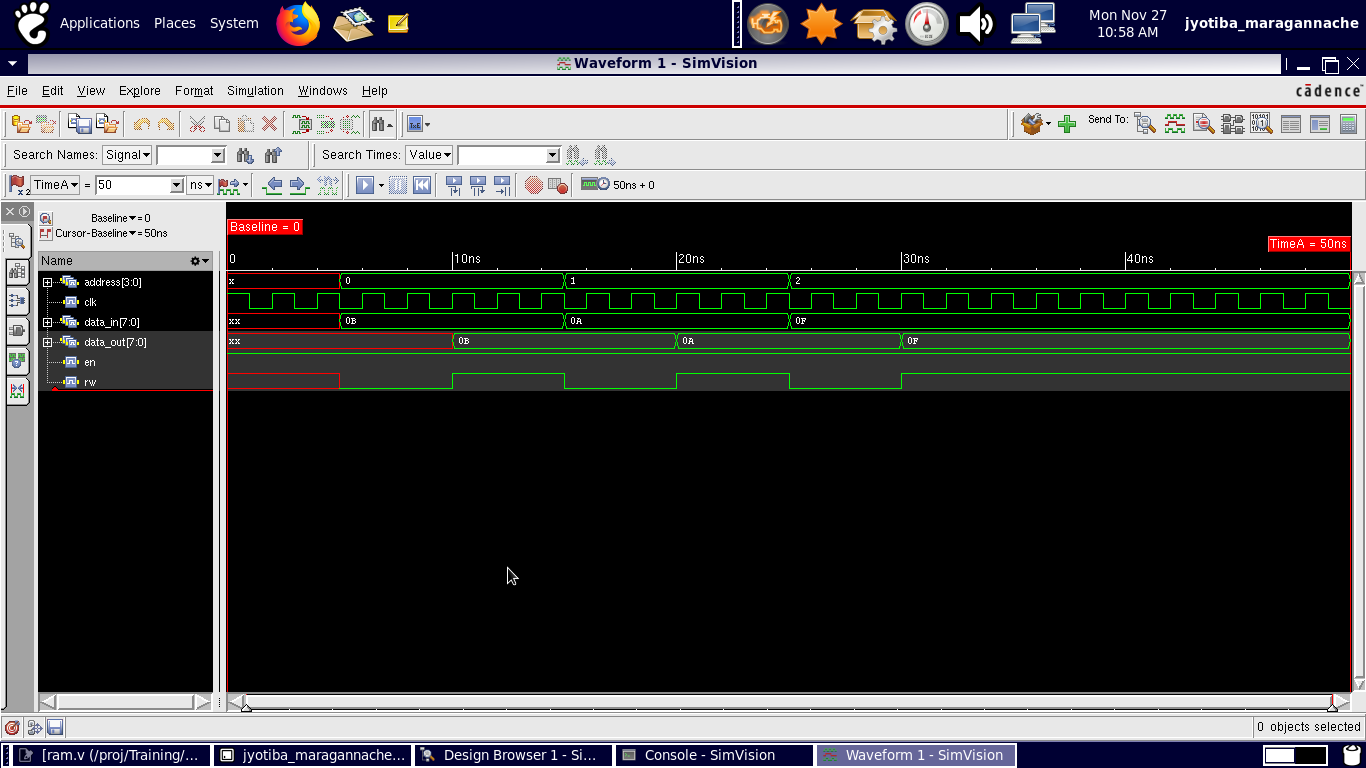 Applications Places System
Mon Nov 27
10:58 AM
jyotiba_maragannache
Waveform 1 - SimVision
File Edit View Explore Format Simulation Windows Help
cādence
Send To:
Search Names: Signal
Search Times: Value
TimeA = 50 ns
50ns + 0
Baseline = 0
Cursor-Baseline = 50ns
Baseline = 0
TimeA = 50ns
Name
0 10ns 20ns 30ns 40ns
address[3:0] x 0 1 2
clk
data_in[7:0] xx 0B 0A 0F
data_out[7:0] xx 0B 0A 0F
en
rw
0 objects selected
[ram.v (/proj/Training/...
jyotiba_maragannache...
Design Browser 1 - Si...
Console - SimVision
Waveform 1 - SimVision